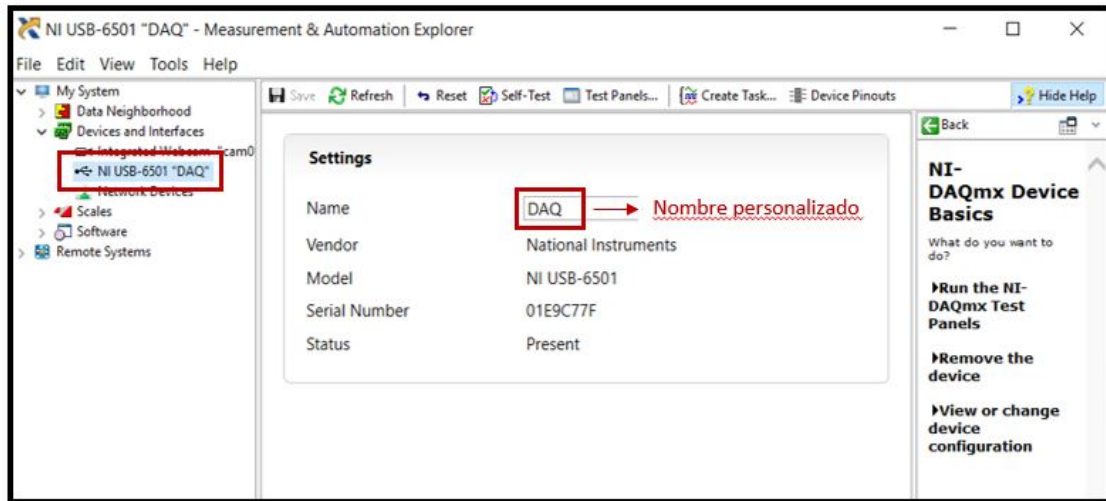 NI USB-6501 "DAQ" - Measurement & Automation Explorer
File Edit View Tools Help
My System
Data Neighborhood
Devices and Interfaces
Integrated Webcam "cam0
NI USB-6501 "DAQ"
Network Devices
Scales
Software
Remote Systems
Save Refresh Reset Self-Test Test Panels... Create Task... Device Pinouts Hide Help
Settings
Name DAQ Nombre personalizado
Vendor National Instruments
Model NI USB-6501
Serial Number 01E9C77F
Status Present
Back
NI-
DAQmx Device
Basics
What do you want to
do?
Run the NI-
DAQmx Test
Panels
Remove the
device
View or change
device
configuration